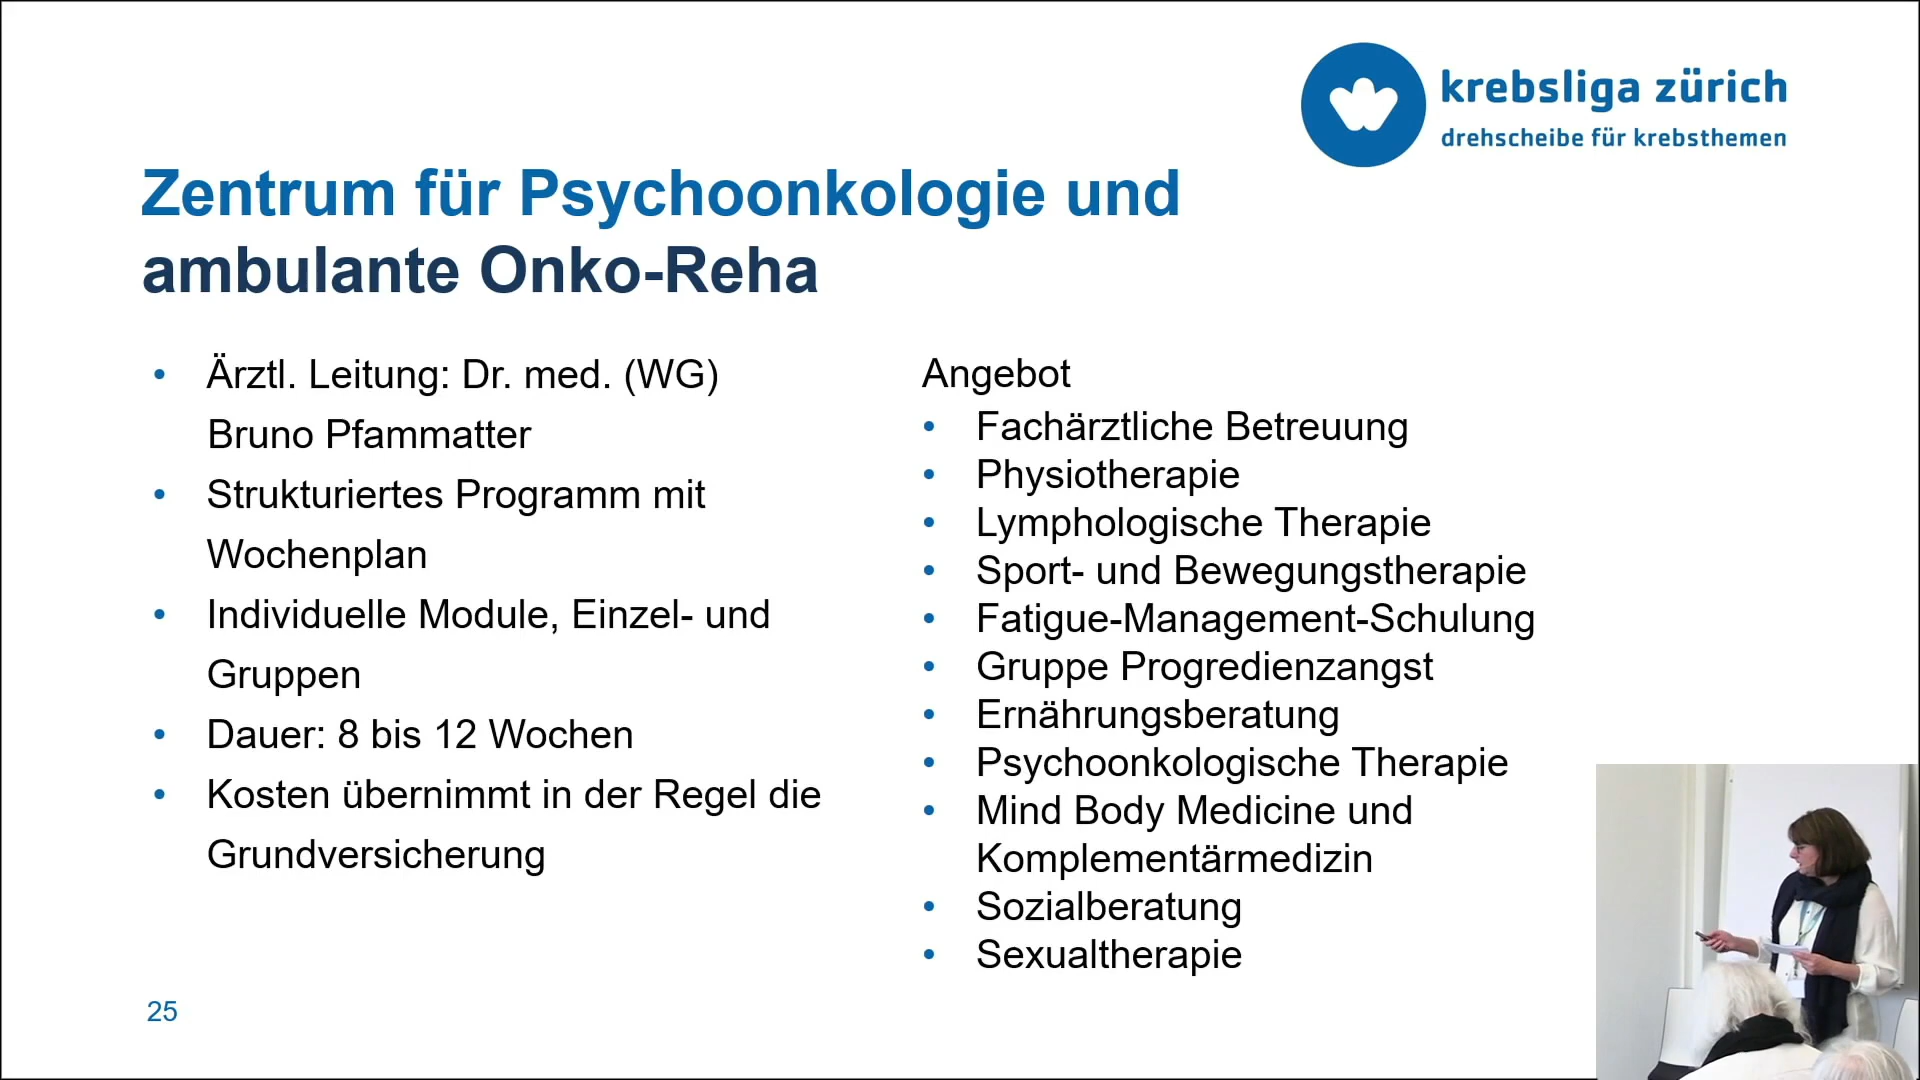 krebsliga zürich
drehscheibe für krebsthemen
Zentrum für Psychoonkologie und
ambulante Onko-Reha
• Ärztl. Leitung: Dr. med. (WG)
Bruno Pfammatter
• Strukturiertes Programm mit
Wochenplan
• Individuelle Module, Einzel- und
Gruppen
• Dauer: 8 bis 12 Wochen
• Kosten übernimmt in der Regel die
Grundversicherung
Angebot
• Fachärztliche Betreuung
• Physiotherapie
• Lymphologische Therapie
• Sport- und Bewegungstherapie
• Fatigue-Management-Schulung
• Gruppe Progredienzangst
• Ernährungsberatung
• Psychoonkologische Therapie
• Mind Body Medicine und
Komplementärmedizin
• Sozialberatung
• Sexualtherapie
25